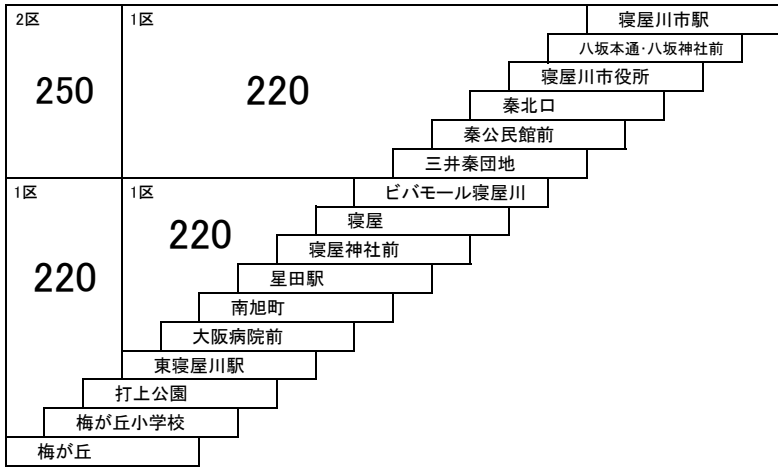 2区
1区
寝屋川市駅
八坂本通・八坂神社前
250
220
寝屋川市役所
秦北口
秦公民館前
三井秦団地
1区
1区
ビバモール寝屋川
220
寝屋
寝屋神社前
220
星田駅
南旭町
大阪病院前
東寝屋川駅
打上公園
梅が丘小学校
梅が丘